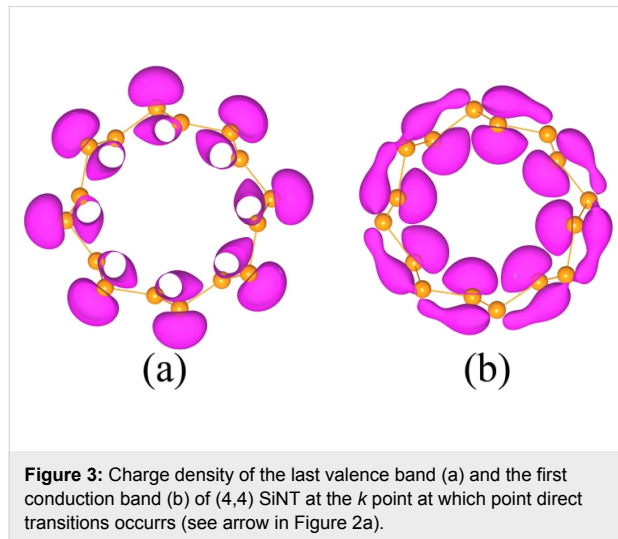 (a) (b)
Figure 3: Charge density of the last valence band (a) and the first
conduction band (b) of (4,4) SiNT at the k point at which point direct
transitions occurrs (see arrow in Figure 2a).